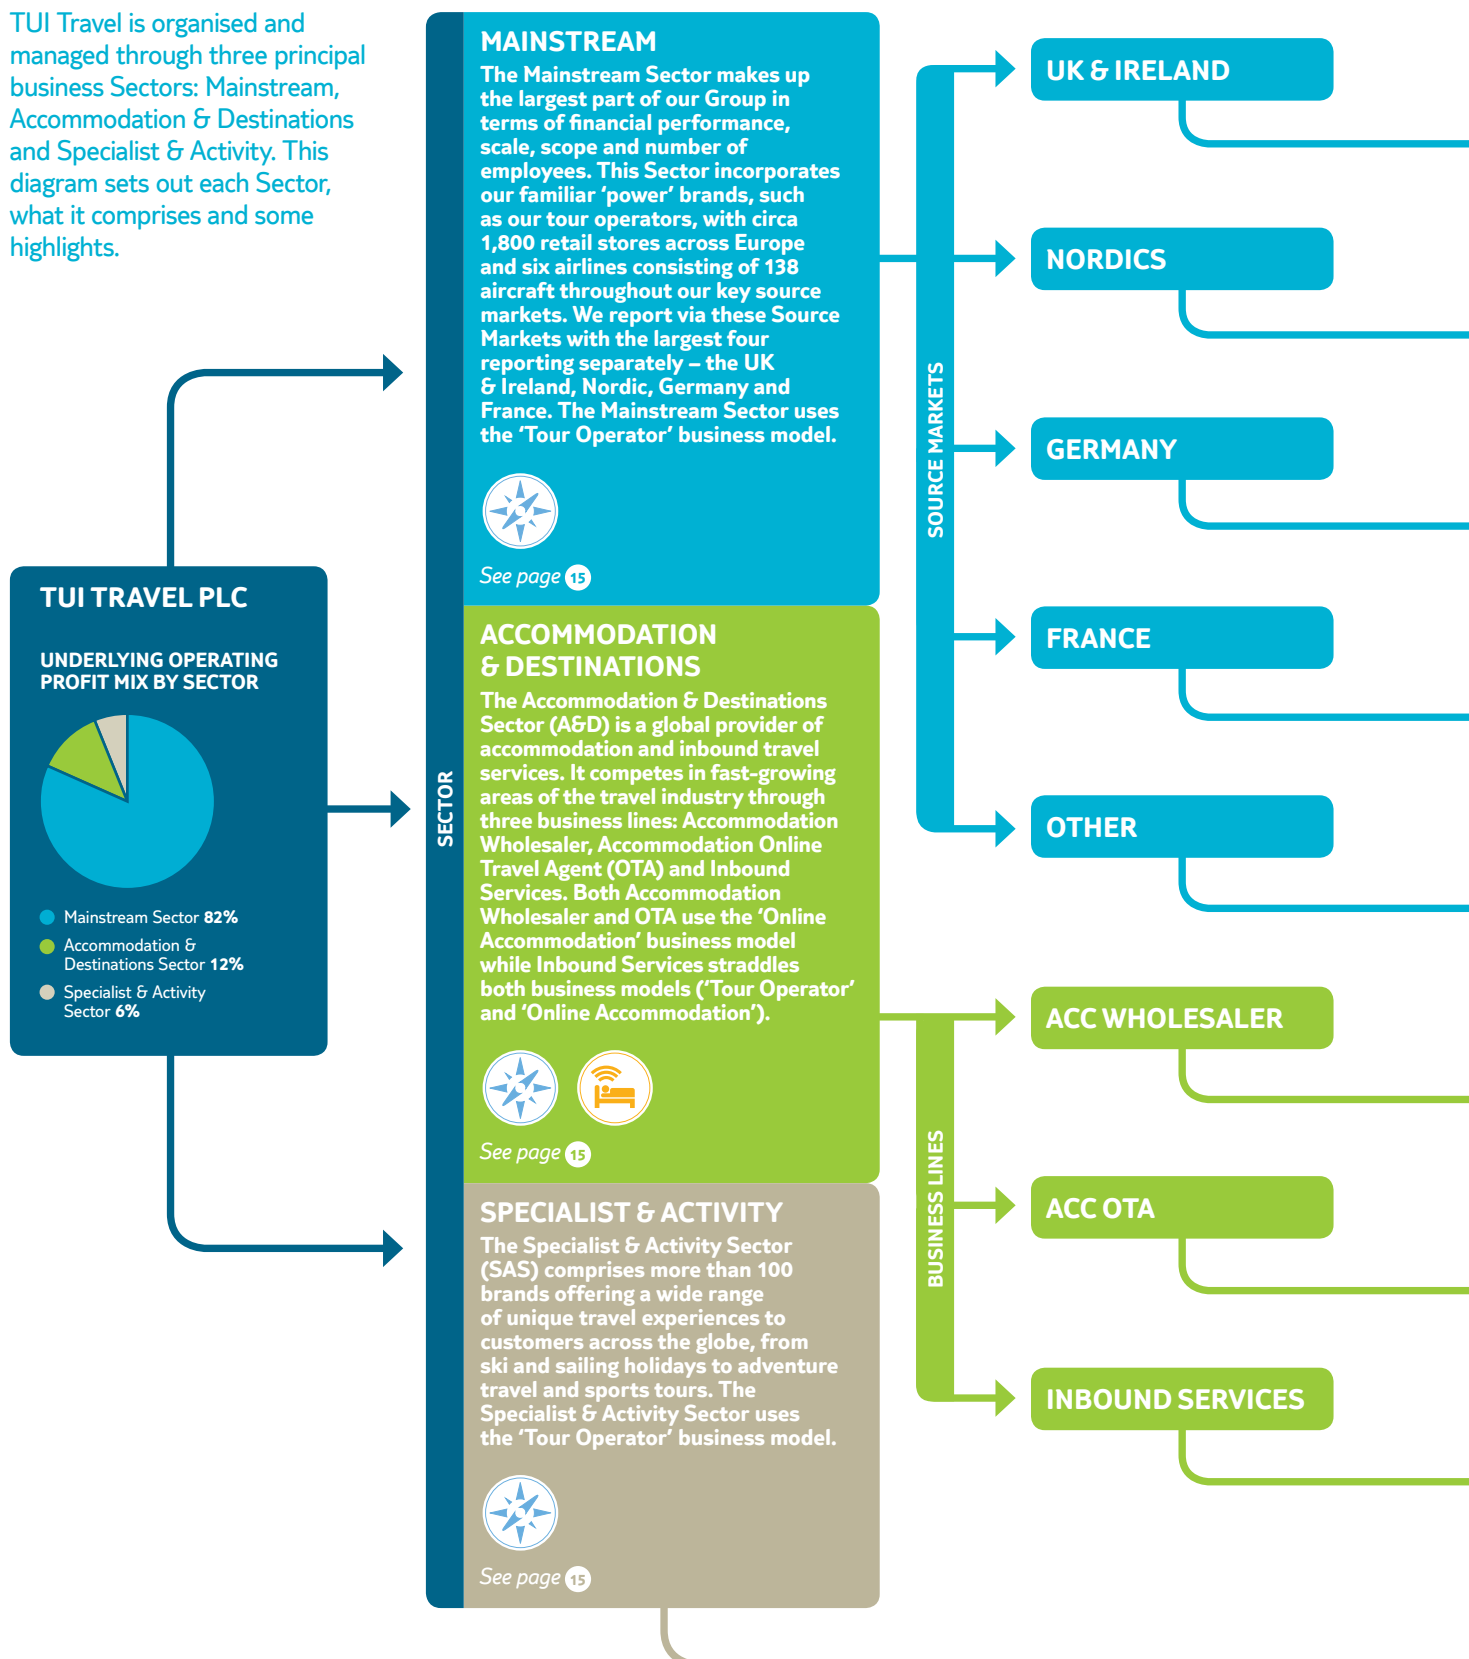 TUI Travel is organised and
managed through three principal
business Sectors: Mainstream,
Accommodation & Destinations
and Specialist & Activity. This
diagram sets out each Sector,
what it comprises and some
highlights.
TUI TRAVEL PLC
UNDERLYING OPERATING
PROFIT MIX BY SECTOR
Mainstream Sector 82%
Accommodation &
Destinations Sector 12%
Specialist & Activity
Sector 6%
SECTOR
MAINSTREAM
The Mainstream Sector makes up
the largest part of our Group in
terms of financial performance,
scale, scope and number of
employees. This Sector incorporates
our familiar ‘power’ brands, such
as our tour operators, with circa
1,800 retail stores across Europe
and six airlines consisting of 138
aircraft throughout our key source
markets. We report via these Source
Markets with the largest four
reporting separately – the UK
& Ireland, Nordic, Germany and
France. The Mainstream Sector uses
the ‘Tour Operator’ business model.
See page 15
ACCOMMODATION
& DESTINATIONS
The Accommodation & Destinations
Sector (A&D) is a global provider of
accommodation and inbound travel
services. It competes in fast-growing
areas of the travel industry through
three business lines: Accommodation
Wholesaler, Accommodation Online
Travel Agent (OTA) and Inbound
Services. Both Accommodation
Wholesaler and OTA use the ‘Online
Accommodation’ business model
while Inbound Services straddles
both business models (‘Tour Operator’
and ‘Online Accommodation’).
See page 15
SPECIALIST & ACTIVITY
The Specialist & Activity Sector
(SAS) comprises more than 100
brands offering a wide range
of unique travel experiences to
customers across the globe, from
ski and sailing holidays to adventure
travel and sports tours. The
Specialist & Activity Sector uses
the ‘Tour Operator’ business model.
See page 15
SOURCE MARKETS
UK & IRELAND
NORDICS
GERMANY
FRANCE
OTHER
BUSINESS LINES
ACC WHOLESALER
ACC OTA
INBOUND SERVICES